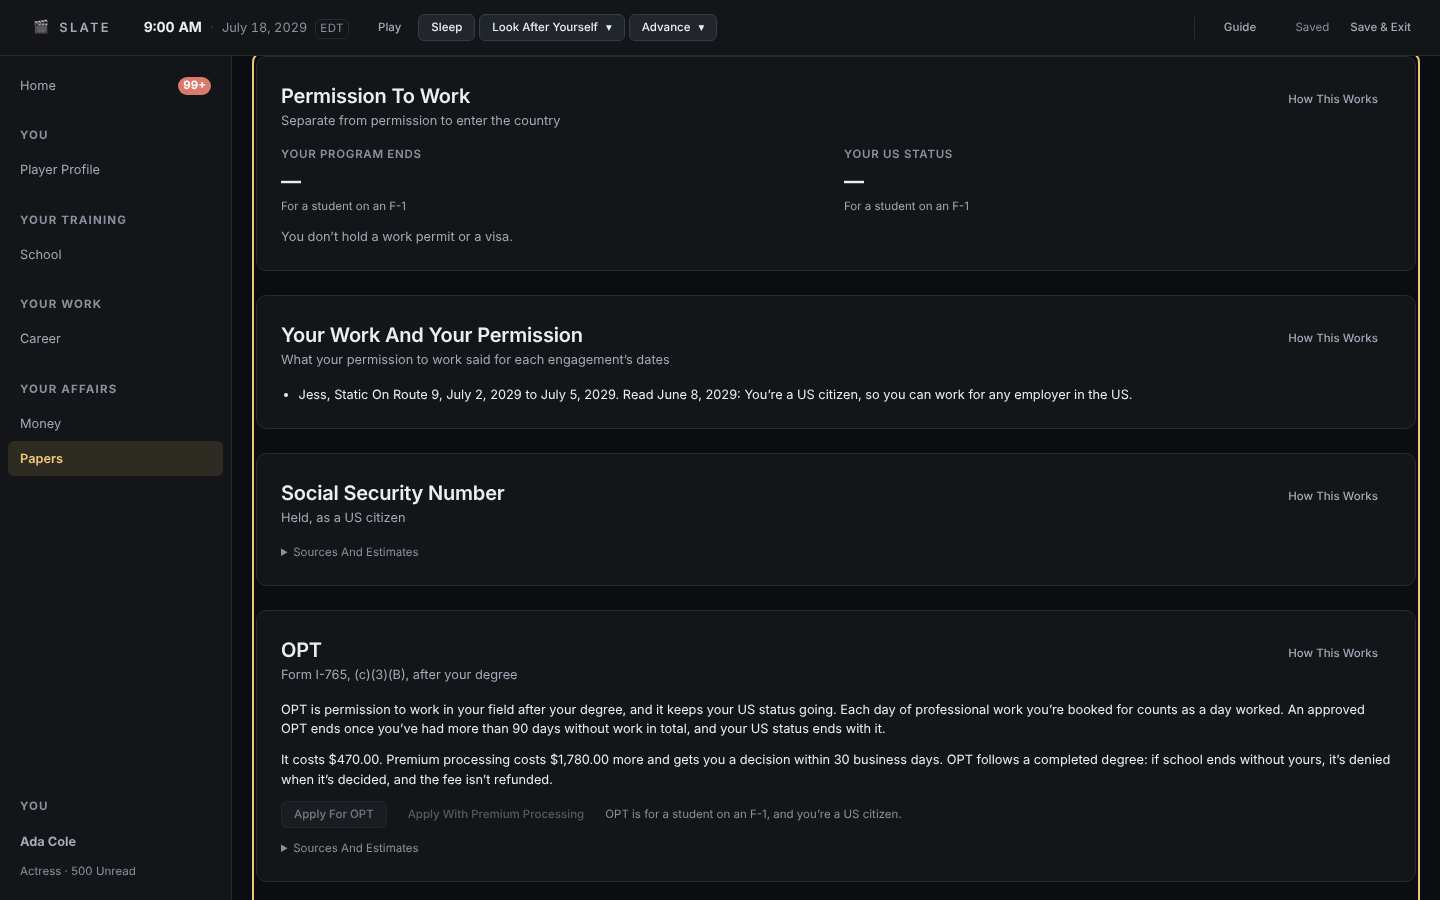 SLATE
9:00 AM · July 18, 2029 EDT
Play
Sleep
Look After Yourself ▾
Advance ▾
Guide
Saved
Save & Exit
Home
99+
YOU
Player Profile
YOUR TRAINING
School
YOUR WORK
Career
YOUR AFFAIRS
Money
Papers
YOU
Ada Cole
Actress · 500 Unread
Permission To Work
How This Works
Separate from permission to enter the country
YOUR PROGRAM ENDS
—
For a student on an F-1
YOUR US STATUS
—
For a student on an F-1
You don’t hold a work permit or a visa.
Your Work And Your Permission
How This Works
What your permission to work said for each engagement’s dates
• Jess, Static On Route 9, July 2, 2029 to July 5, 2029. Read June 8, 2029: You’re a US citizen, so you can work for any employer in the US.
Social Security Number
How This Works
Held, as a US citizen
▶ Sources And Estimates
OPT
How This Works
Form I-765, (c)(3)(B), after your degree
OPT is permission to work in your field after your degree, and it keeps your US status going. Each day of professional work you’re booked for counts as a day worked. An approved
OPT ends once you’ve had more than 90 days without work in total, and your US status ends with it.
It costs $470.00. Premium processing costs $1,780.00 more and gets you a decision within 30 business days. OPT follows a completed degree: if school ends without yours, it’s denied
when it’s decided, and the fee isn’t refunded.
Apply For OPT
Apply With Premium Processing
OPT is for a student on an F-1, and you’re a US citizen.
▶ Sources And Estimates